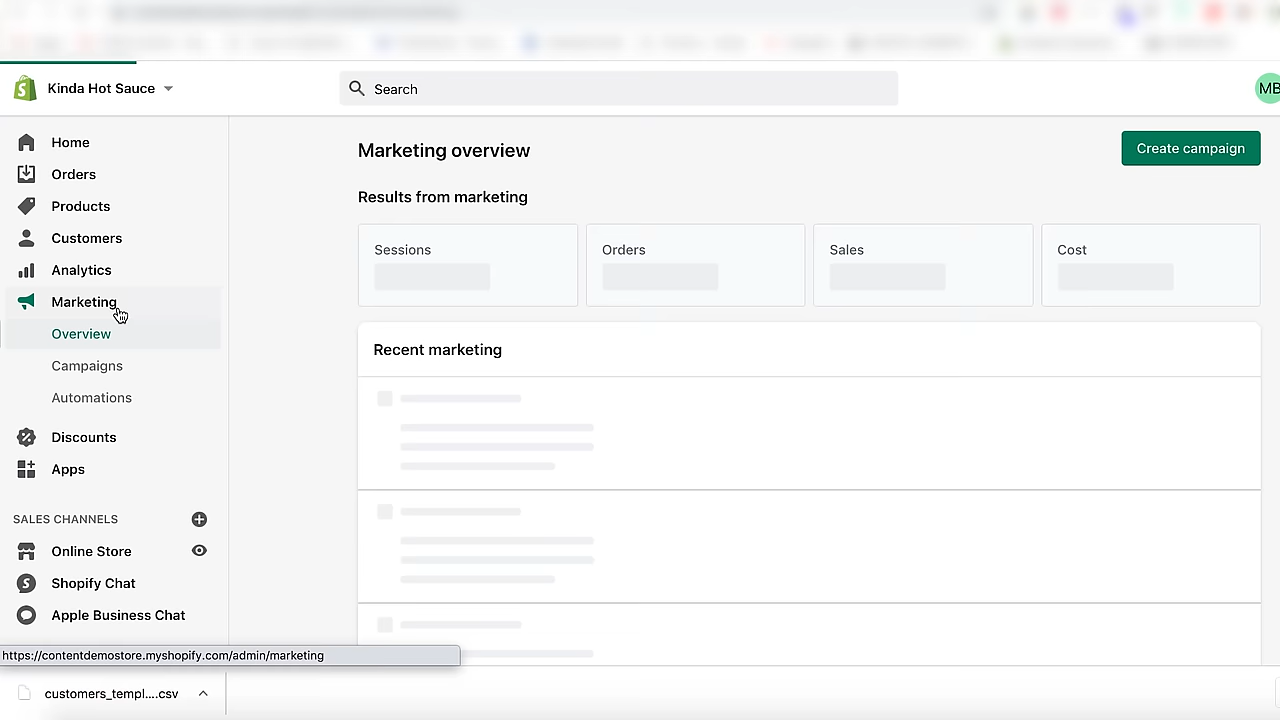 Kinda Hot Sauce
Search
MB
Home
Orders
Products
Customers
Analytics
Marketing
Overview
Campaigns
Automations
Discounts
Apps
SALES CHANNELS
Online Store
Shopify Chat
Apple Business Chat
Marketing overview
Create campaign
Results from marketing
Sessions
Orders
Sales
Cost
Recent marketing
https://contentdemostore.myshopify.com/admin/marketing
customers_templ....csv